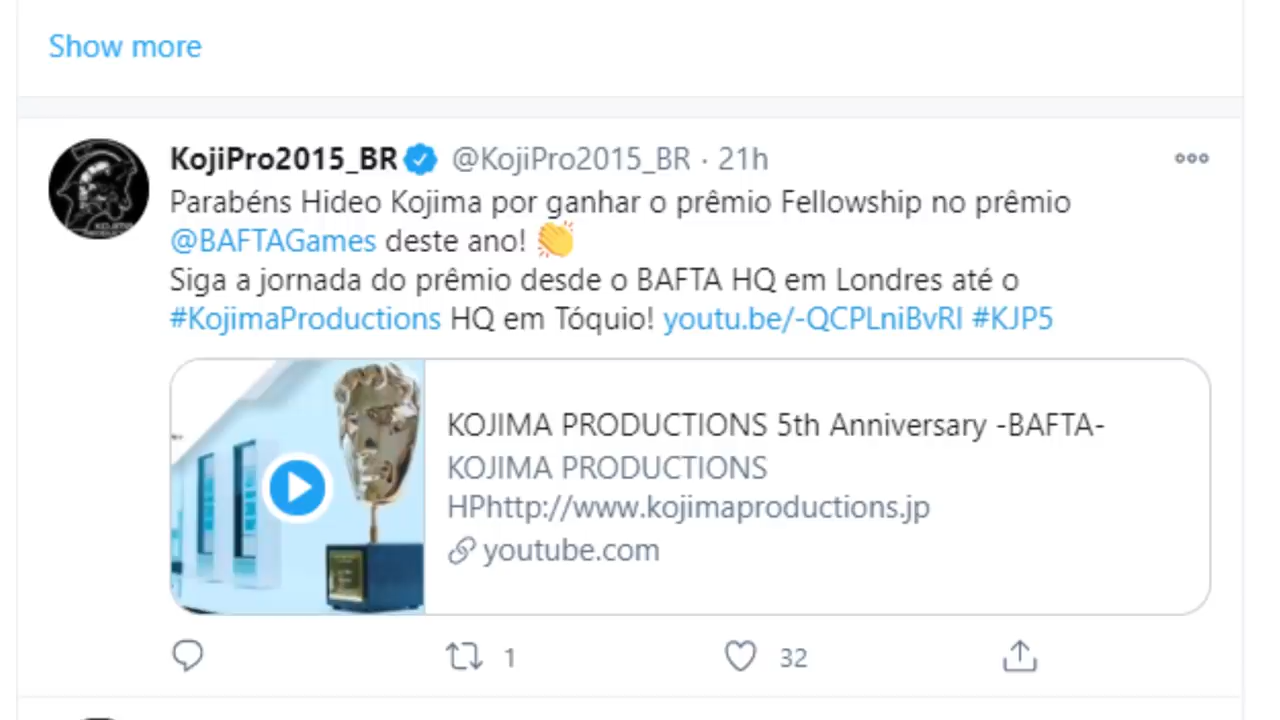 Show more
KojiPro2015_BR @KojiPro2015_BR · 21h
Parabéns Hideo Kojima por ganhar o prêmio Fellowship no prêmio
@BAFTAGames deste ano! 👏
Siga a jornada do prêmio desde o BAFTA HQ em Londres até o
#KojimaProductions HQ em Tóquio! youtu.be/-QCPLniBvRI #KJP5
KOJIMA PRODUCTIONS 5th Anniversary -BAFTA-
KOJIMA PRODUCTIONS
HPhttp://www.kojimaproductions.jp
youtube.com
1 32